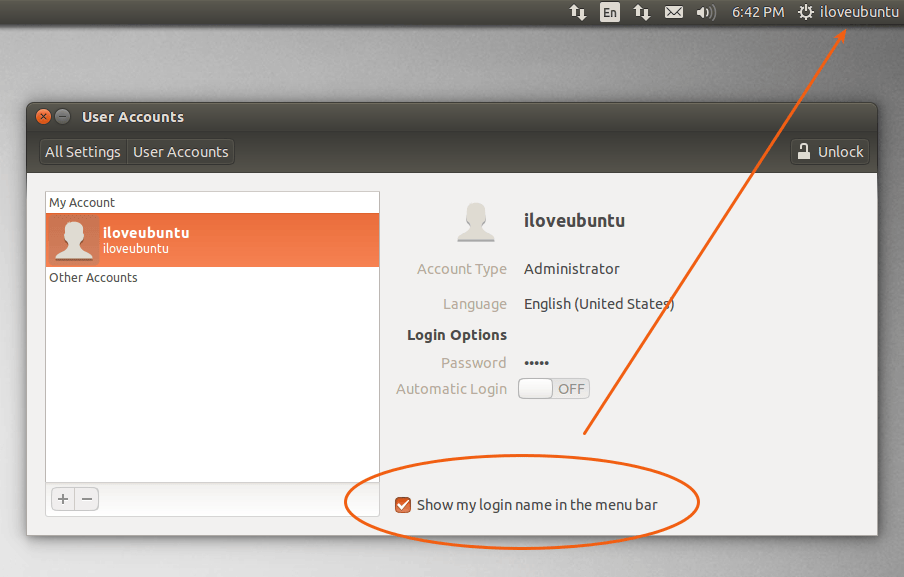 En 6:42 PM iloveubuntu
User Accounts
All Settings User Accounts Unlock
My Account
iloveubuntu
iloveubuntu
Other Accounts
iloveubuntu
Account Type Administrator
Language English (United States)
Login Options
Password •••••
Automatic Login OFF
Show my login name in the menu bar